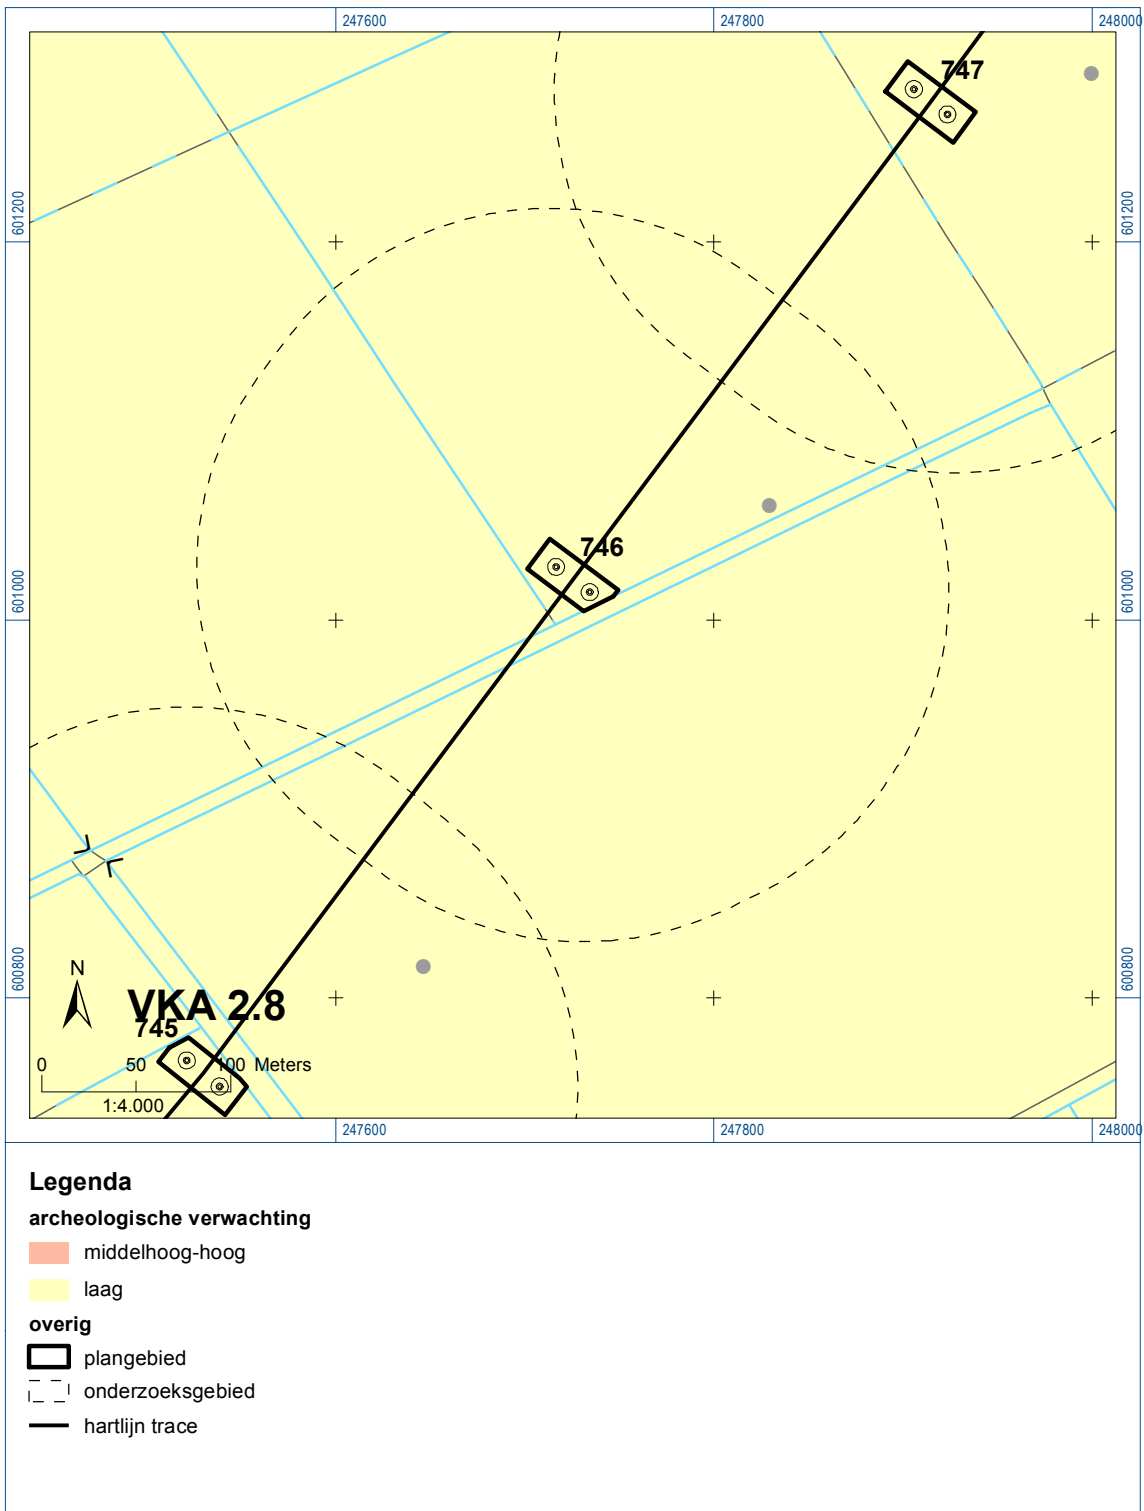 247600
247800
248000
747
601200
601200
746
601000
601000
600800
600800
N
VKA 2.8
745
0 50 100 Meters
1:4.000
247600
247800
248000
Legenda
archeologische verwachting
middelhoog-hoog
laag
overig
plangebied
onderzoeksgebied
hartlijn trace